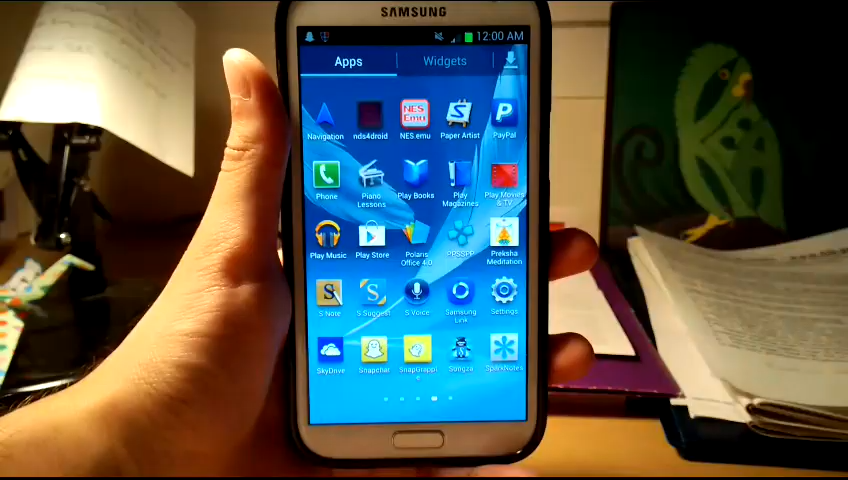 SAMSUNG
12:00 AM
Apps
Widgets
Navigation
nds4droid
NES
Emu
NES.emu
Paper Artist
PayPal
Phone
Piano
Lessons
Play Books
Play
Magazines
Play Movies
& TV
Play Music
Play Store
Polaris
Office 4.0
PPSSPP
Preksha
Meditation
S Note
S Suggest
S Voice
Samsung
Link
Settings
SkyDrive
Snapchat
Songza
SparkNotes